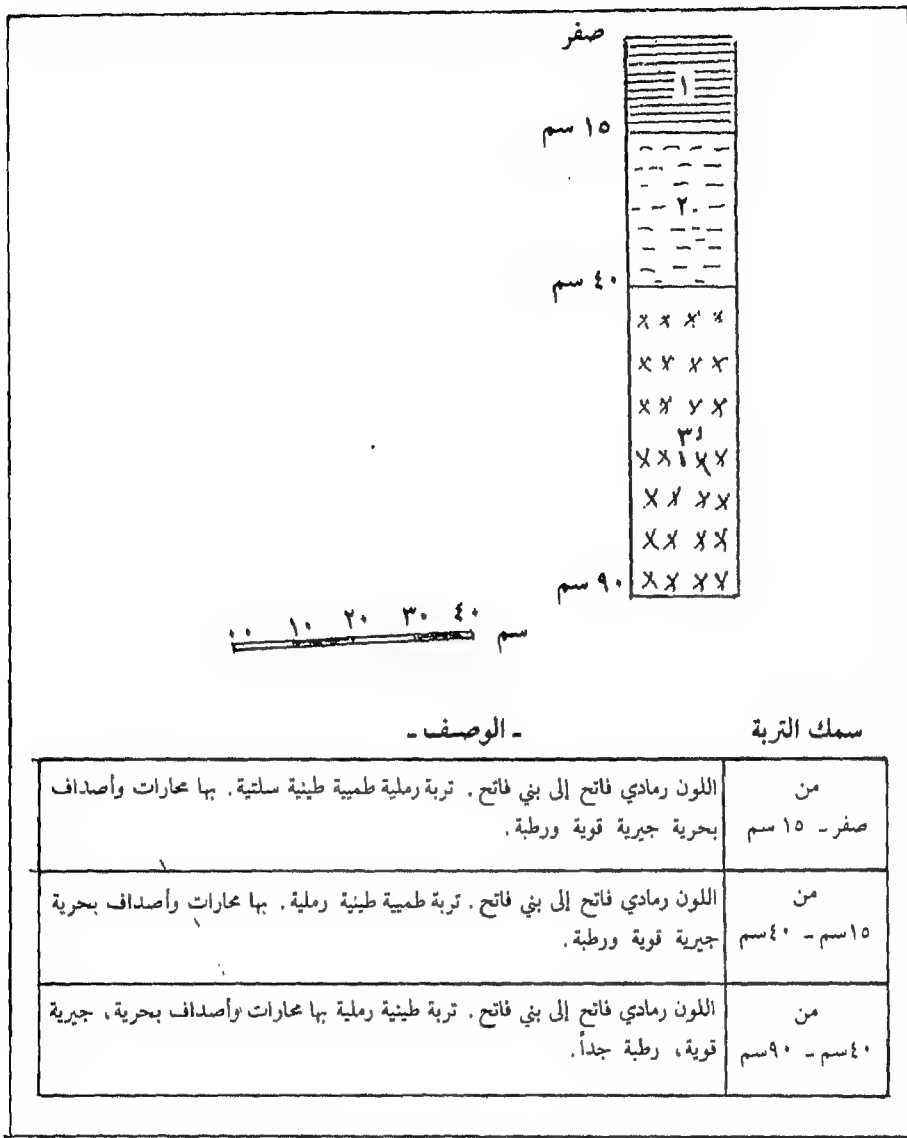 صفر
١
١٥ سم
٢
٤٠ سم
٣
٩٠ سم
٠٠ ١٠ ٢٠ ٣٠ ٤٠ سم
سمك التربة
ـ الوصف ـ
من
صفر ـ ١٥ سم
اللون رمادي فاتح إلى بني فاتح . تربة رملية طميية طينية سلتية . بها محارات وأصداف
بحرية جيرية قوية ورطبة .
من
١٥سم ـ ٤٠سم
اللون رمادي فاتح إلى بني فاتح . تربة طميية طينية رملية . بها محارات وأصداف بحرية
جيرية قوية ورطبة .
من
٤٠سم ـ ٩٠سم
اللون رمادي فاتح إلى بني فاتح . تربة طينية رملية بها محارات وأصداف بحرية ، جيرية
قوية ، رطبة جداً .